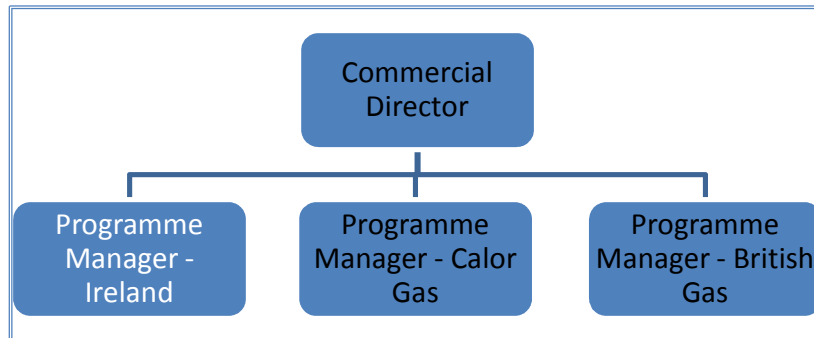 Commercial
Director
Programme
Manager -
Ireland
Programme
Manager - Calor
Gas
Programme
Manager - British
Gas